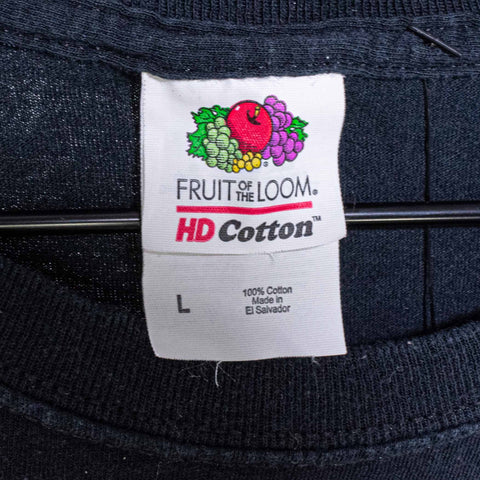 FRUIT OF THE LOOM®
HD Cotton™
L
100% Cotton
Made in
El Salvador